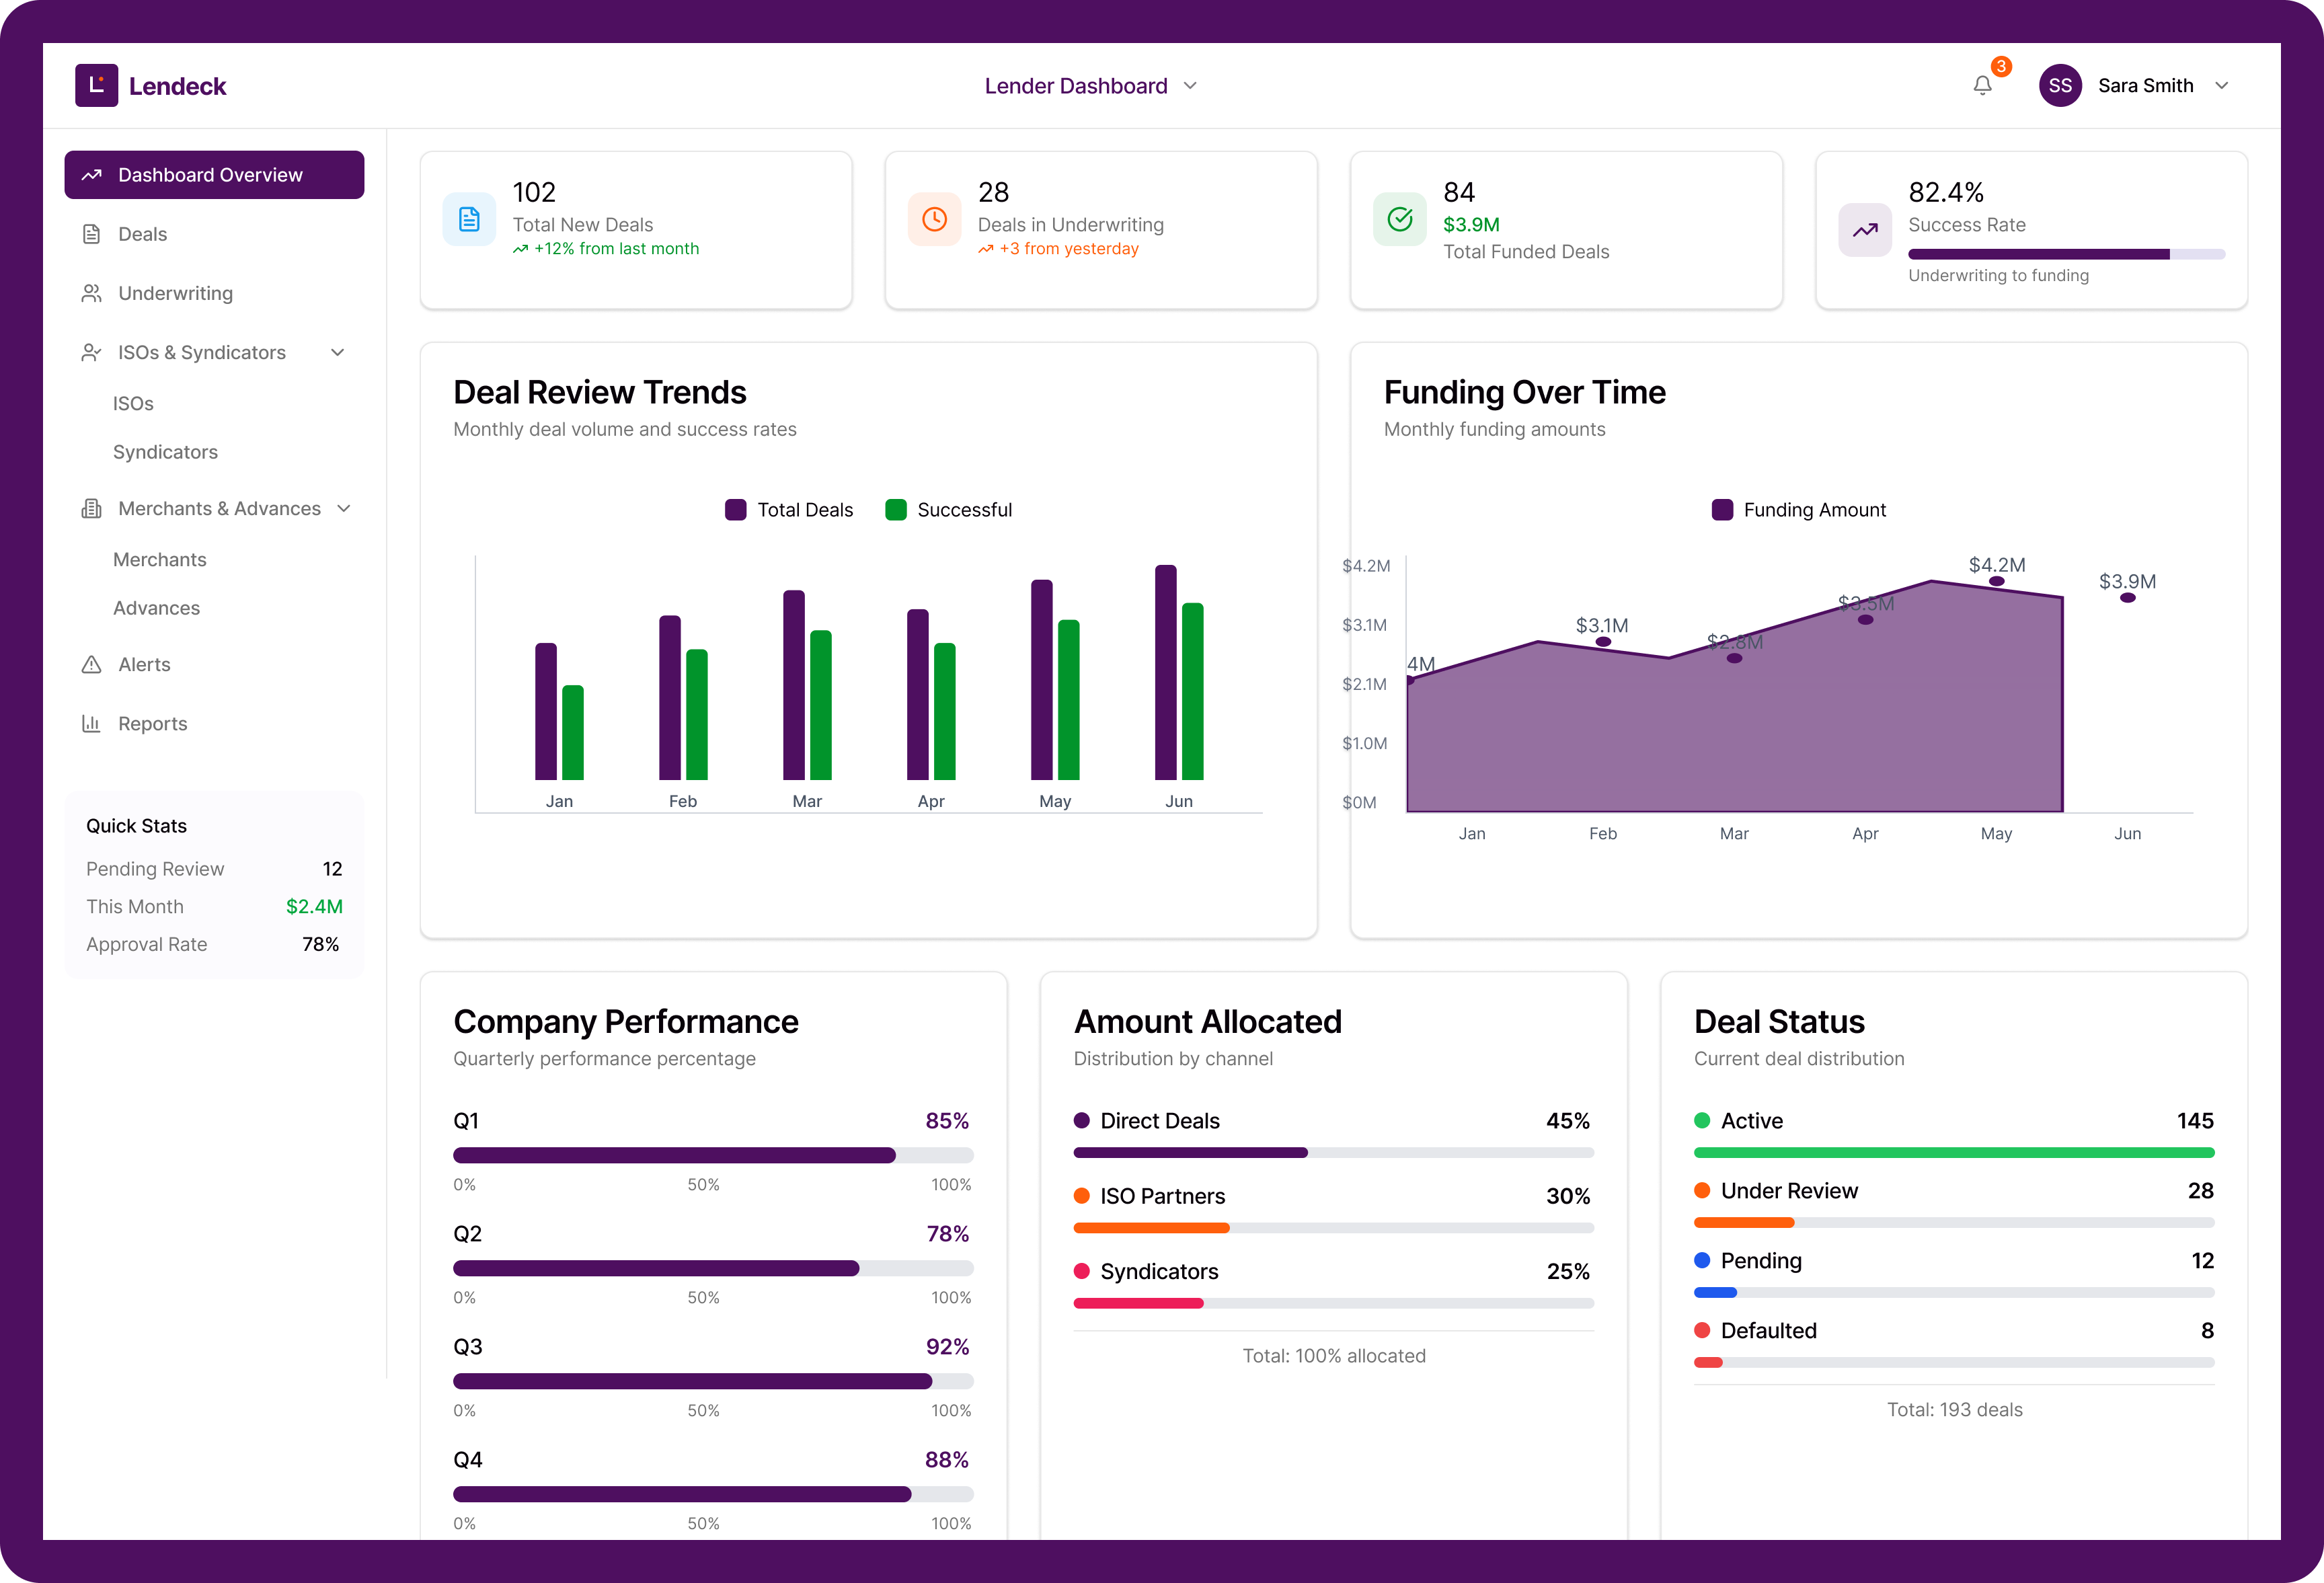 L
Lendeck
Lender Dashboard
3
SS
Sara Smith
Dashboard Overview
Deals
Underwriting
ISOs & Syndicators
ISOs
Syndicators
Merchants & Advances
Merchants
Advances
Alerts
Reports
Quick Stats
Pending Review 12
This Month $2.4M
Approval Rate 78%
102
Total New Deals
+12% from last month
28
Deals in Underwriting
+3 from yesterday
84
$3.9M
Total Funded Deals
82.4%
Success Rate
Underwriting to funding
Deal Review Trends
Monthly deal volume and success rates
Total Deals Successful
Jan Feb Mar Apr May Jun
Funding Over Time
Monthly funding amounts
Funding Amount
$4.2M
$3.1M
$2.1M
$1.0M
$0M
4M
$3.1M
$2.8M
$3.5M
$4.2M
$3.9M
Jan Feb Mar Apr May Jun
Company Performance
Quarterly performance percentage
Q1 85%
0% 50% 100%
Q2 78%
0% 50% 100%
Q3 92%
0% 50% 100%
Q4 88%
0% 50% 100%
Amount Allocated
Distribution by channel
Direct Deals 45%
ISO Partners 30%
Syndicators 25%
Total: 100% allocated
Deal Status
Current deal distribution
Active 145
Under Review 28
Pending 12
Defaulted 8
Total: 193 deals